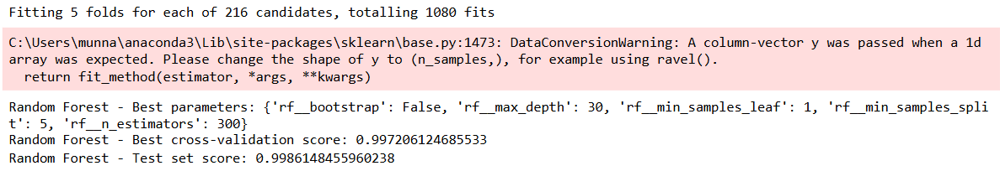 Fitting 5 folds for each of 216 candidates, totalling 1080 fits
C:\Users\munna\anaconda3\Lib\site-packages\sklearn\base.py:1473: DataConversionWarning: A column-vector y was passed when a 1d
array was expected. Please change the shape of y to (n_samples,), for example using ravel().
  return fit_method(estimator, *args, **kwargs)
Random Forest - Best parameters: {'rf__bootstrap': False, 'rf__max_depth': 30, 'rf__min_samples_leaf': 1, 'rf__min_samples_spli
t': 5, 'rf__n_estimators': 300}
Random Forest - Best cross-validation score: 0.997206124685533
Random Forest - Test set score: 0.9986148455960238